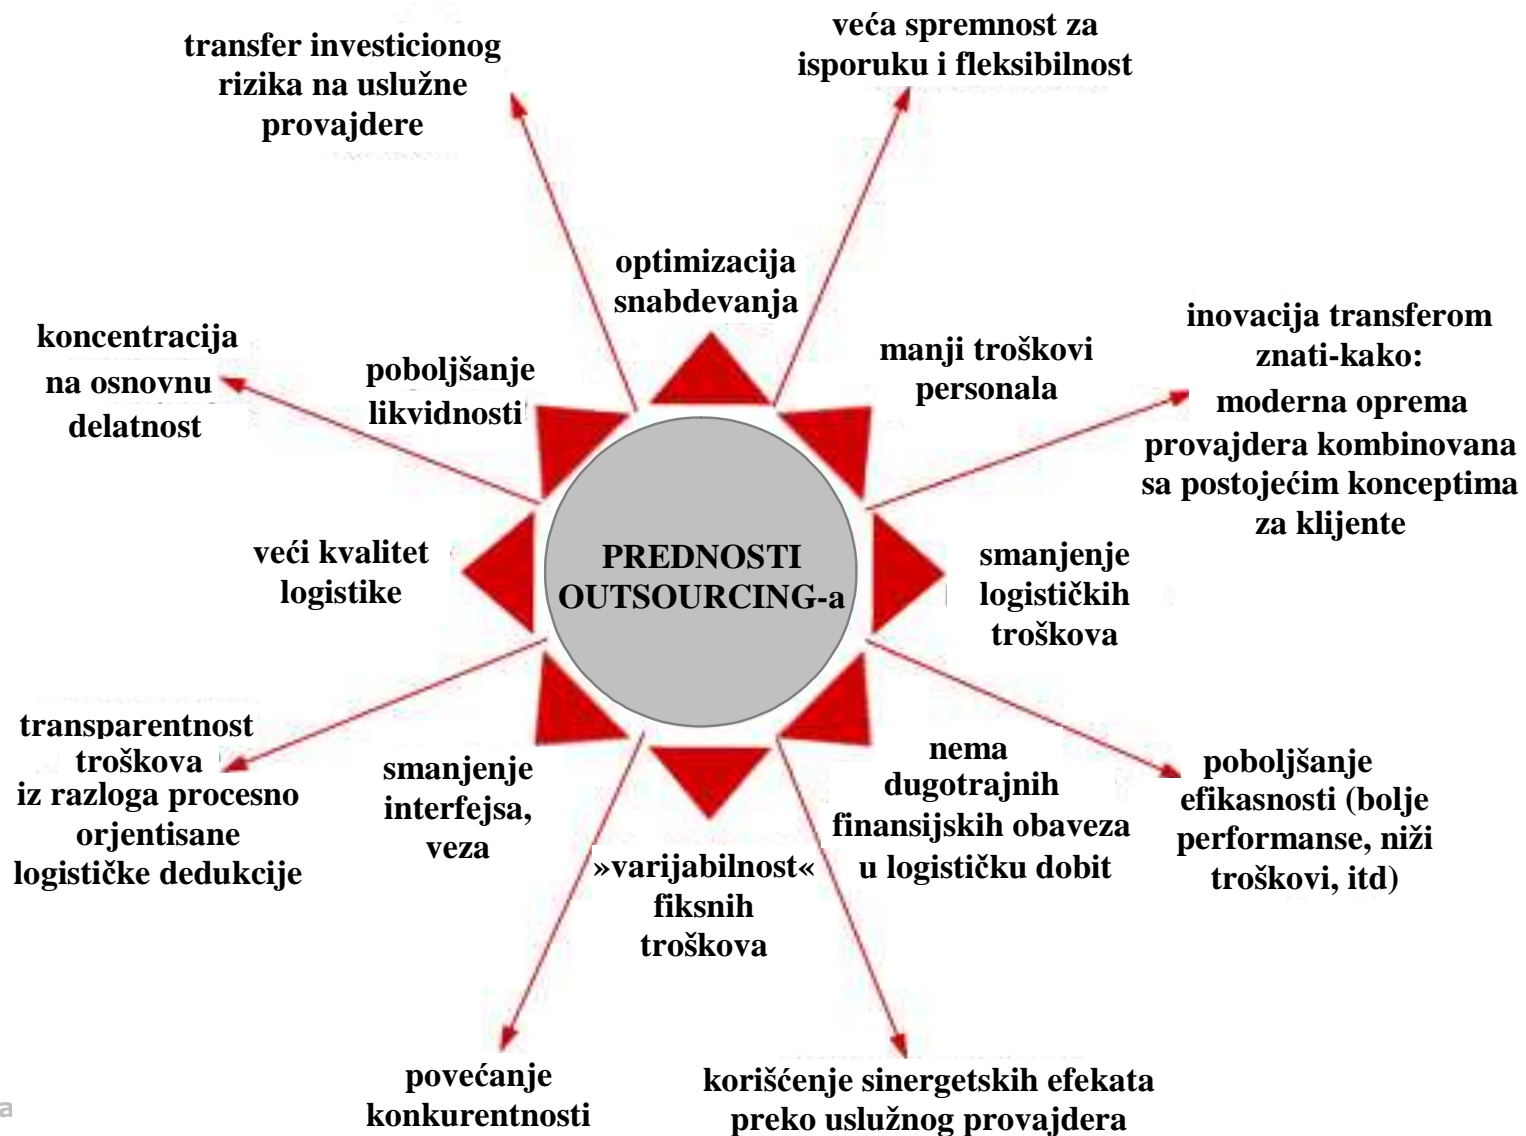 transfer investicionog
rizika na uslužne
provajdere
veća spremnost za
isporuku i fleksibilnost
optimizacija
snabdevanja
koncentracija
na osnovnu
delatnost
poboljšanje
likvidnosti
manji troškovi
personala
inovacija transferom
znati-kako:
moderna oprema
provajdera kombinovana
sa postojećim konceptima
za klijente
veći kvalitet
logistike
PREDNOSTI
OUTSOURCING-a
smanjenje
logističkih
troškova
transparentnost
troškova
iz razloga procesno
orjentisane
logističke dedukcije
smanjenje
interfejsa,
veza
»varijabilnost«
fiksnih
troškova
nema
dugotrajnih
finansijskih obaveza
u logističku dobit
poboljšanje
efikasnosti (bolje
performanse, niži
troškovi, itd)
povećanje
konkurentnosti
korišćenje sinergetskih efekata
preko uslužnog provajdera
a